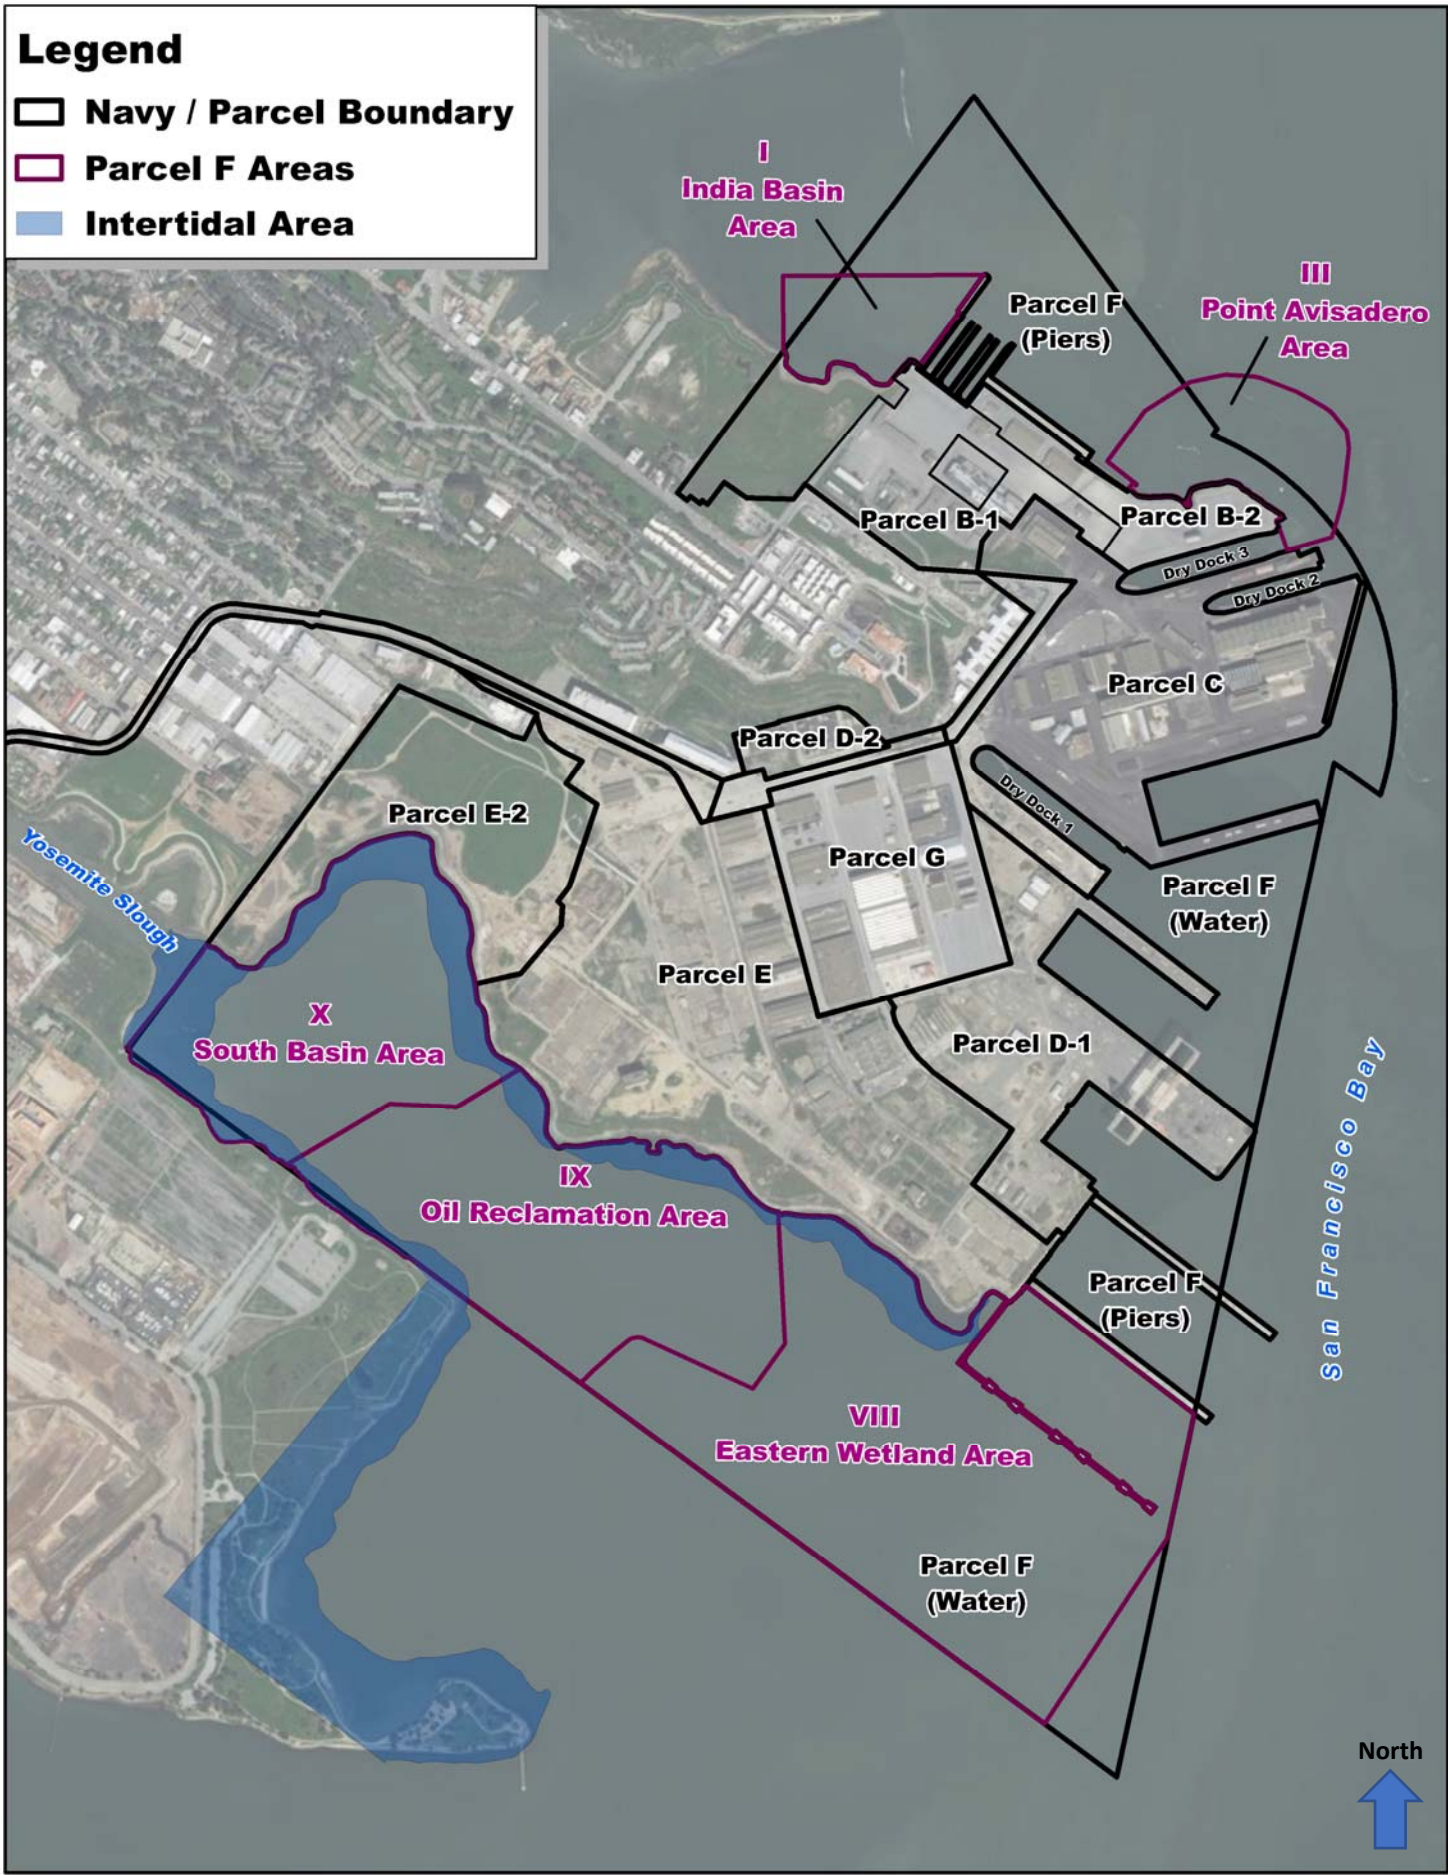 Legend
Navy / Parcel Boundary
Parcel F Areas
Intertidal Area
I
India Basin
Area
III
Point Avisadero
Area
Parcel F
(Piers)
Parcel B-1
Parcel B-2
Dry Dock 3
Dry Dock 2
Parcel C
Parcel D-2
Parcel E-2
Dry Dock 1
Parcel G
Yosemite Slough
Parcel F
(Water)
Parcel E
X
South Basin Area
Parcel D-1
IX
Oil Reclamation Area
San Francisco Bay
Parcel F
(Piers)
VIII
Eastern Wetland Area
Parcel F
(Water)
North